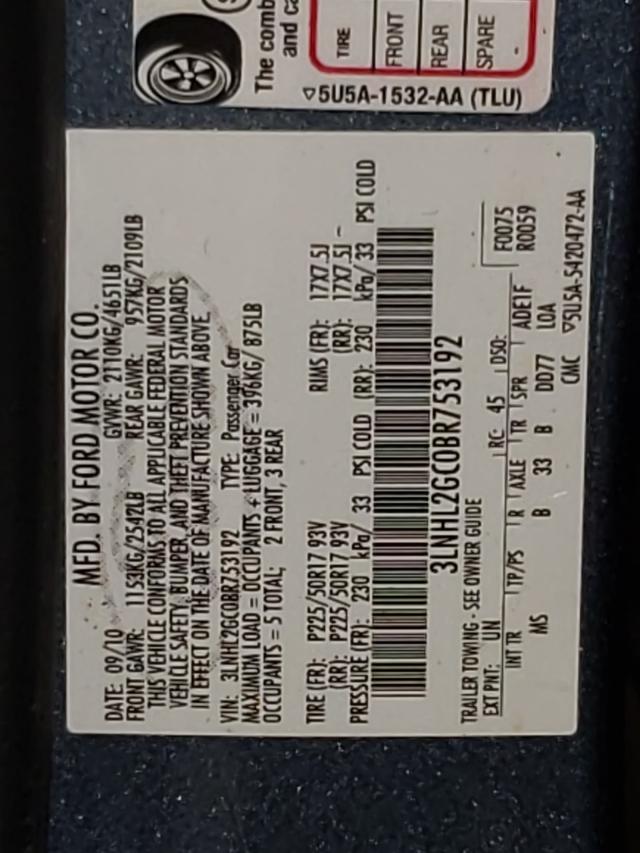 The comb
and ca
TIRE
FRONT
REAR
SPARE
▽5U5A-1532-AA (TLU)
MFD. BY FORD MOTOR CO.
DATE: 09/10 GVWR: 2110KG/4651LB
FRONT GAWR: 1153KG/2542LB REAR GAWR: 957KG/2109LB
THIS VEHICLE CONFORMS TO ALL APPLICABLE FEDERAL MOTOR
VEHICLE SAFETY, BUMPER, AND THEFT PREVENTION STANDARDS
IN EFFECT ON THE DATE OF MANUFACTURE SHOWN ABOVE
VIN: 3LNHL2GC0BR753192 TYPE: Passenger Car
MAXIMUM LOAD = OCCUPANTS + LUGGAGE = 396KG/ 875LB
OCCUPANTS = 5 TOTAL; 2 FRONT, 3 REAR
TIRE (FR): P225/50R17 93V RIMS (FR): 17X7.5J
(RR): P225/50R17 93V (RR): 17X7.5J
PRESSURE (FR): 230 kPa/ 33 PSI COLD (RR): 230 kPa/ 33 PSI COLD
3LNHL2GC0BR753192
TRAILER TOWING - SEE OWNER GUIDE
EXT PNT: UN RC: 45 DSO: F0075
R0059
INT TR TP/PS R AXLE TR SPR ADE1F
MS B 33 B DD77 LOA
CMC ▽5U5A-5420472-AA